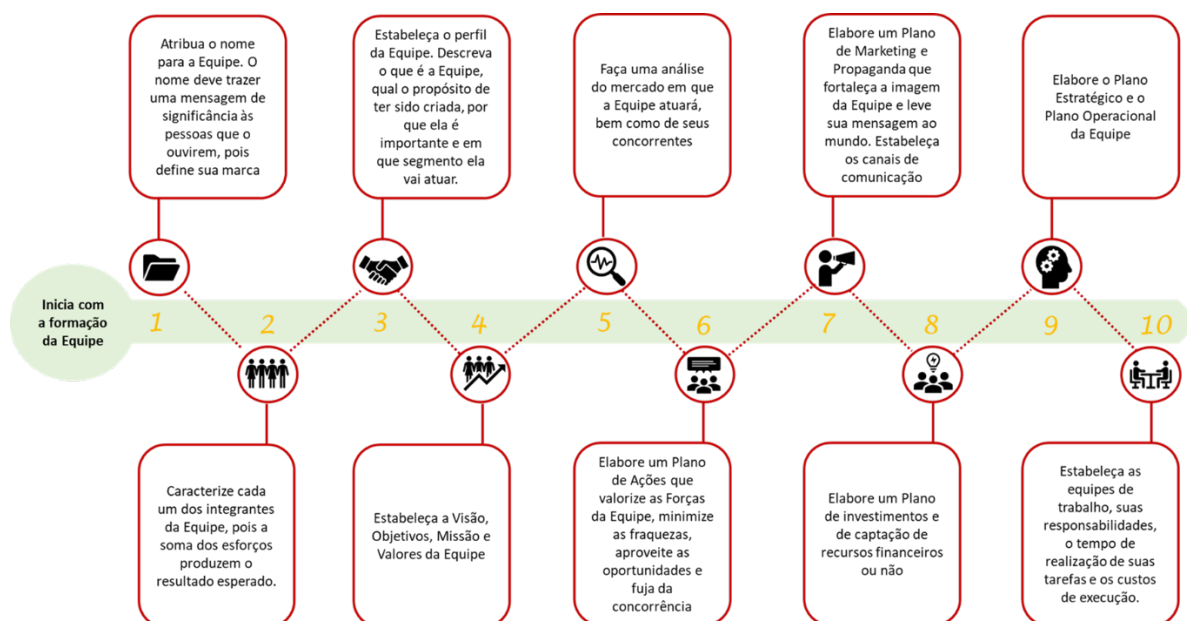 Atribua o nome
para a Equipe. O
nome deve trazer
uma mensagem de
significância às
pessoas que o
ouvirem, pois
define sua marca
Estabeleça o perfil
da Equipe. Descreva
o que é a Equipe,
qual o propósito de
ter sido criada, por
que ela é
importante e em
que segmento ela
vai atuar.
Faça uma análise
do mercado em que
a Equipe atuará,
bem como de seus
concorrentes
Elabore um Plano
de Marketing e
Propaganda que
fortaleça a imagem
da Equipe e leve
sua mensagem ao
mundo. Estabeleça
os canais de
comunicação
Elabore o Plano
Estratégico e o
Plano Operacional
da Equipe
Inicia com
a formação
da Equipe
1
2
3
4
5
6
7
8
9
10
Caracterize cada
um dos integrantes
da Equipe, pois a
soma dos esforços
produzem o
resultado esperado.
Estabeleça a Visão,
Objetivos, Missão e
Valores da Equipe
Elabore um Plano
de Ações que
valorize as Forças
da Equipe, minimize
as fraquezas,
aproveite as
oportunidades e
fuja da
concorrência
Elabore um Plano
de investimentos e
de captação de
recursos financeiros
ou não
Estabeleça as
equipes de
trabalho, suas
responsabilidades,
o tempo de
realização de suas
tarefas e os custos
de execução.